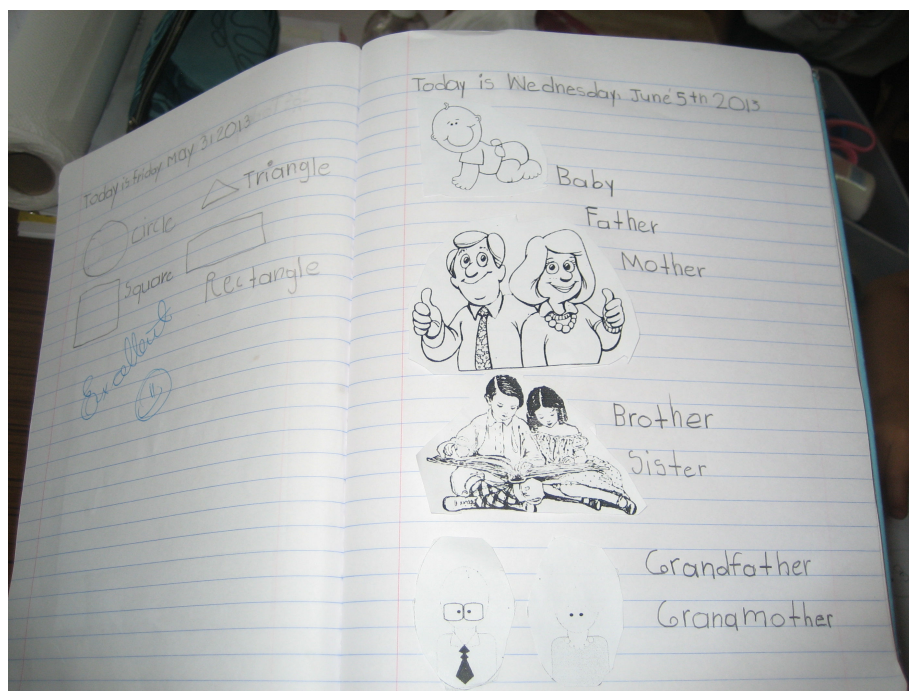 Today is friday MAY, 31 2013
Triangle
circle
Square
Rectangle
Excellent
Today is Wednesday, June 5th 2013
Baby
Father
Mother
Brother
Sister
Grandfather
Grandmother